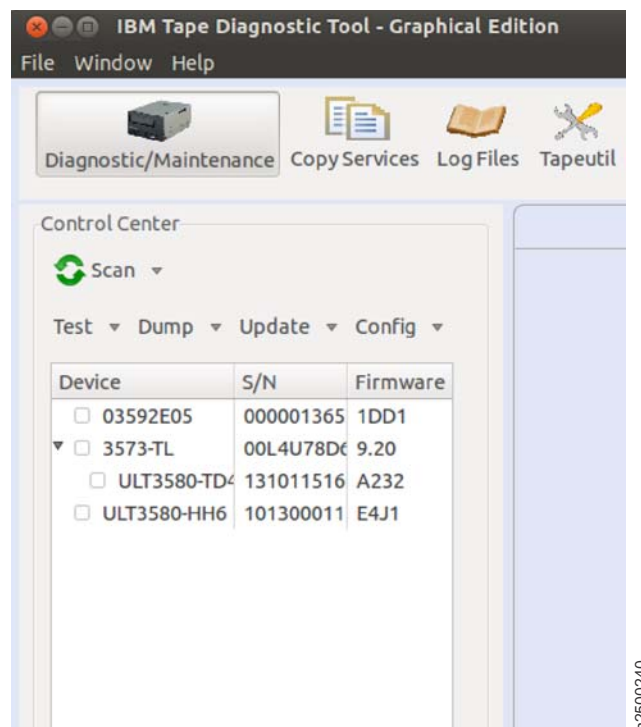 IBM Tape Diagnostic Tool - Graphical Edition
File Window Help
Diagnostic/Maintenance Copy Services Log Files Tapeutil
Control Center
Scan
Test Dump Update Config
Device S/N Firmware
03592E05 000001365 1DD1
3573-TL 00L4U78D 9.20
ULT3580-TD4 131011516 A232
ULT3580-HH6 101300011 E4J1